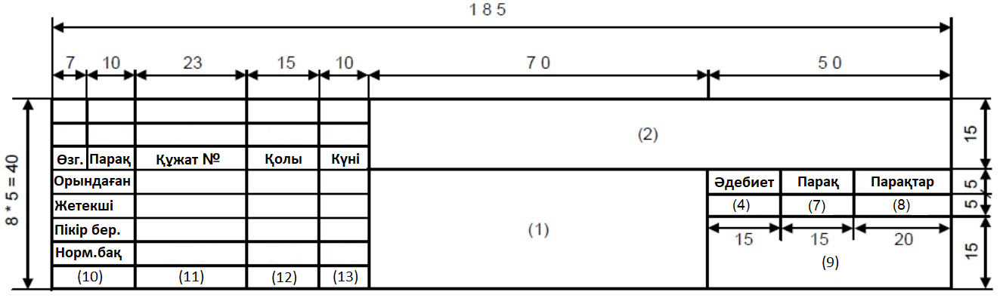 1 8 5
7 10 23 15 10 7 0 5 0
(2)
15
8 * 5 = 40
Өзг. Парақ Құжат № Қолы Күні
Орындаған Әдебиет Парақ Парақтар 5
Жетекші (4) (7) (8) 5
Пікір бер. (1) 15 15 20
Норм.бақ (9) 15
(10) (11) (12) (13)